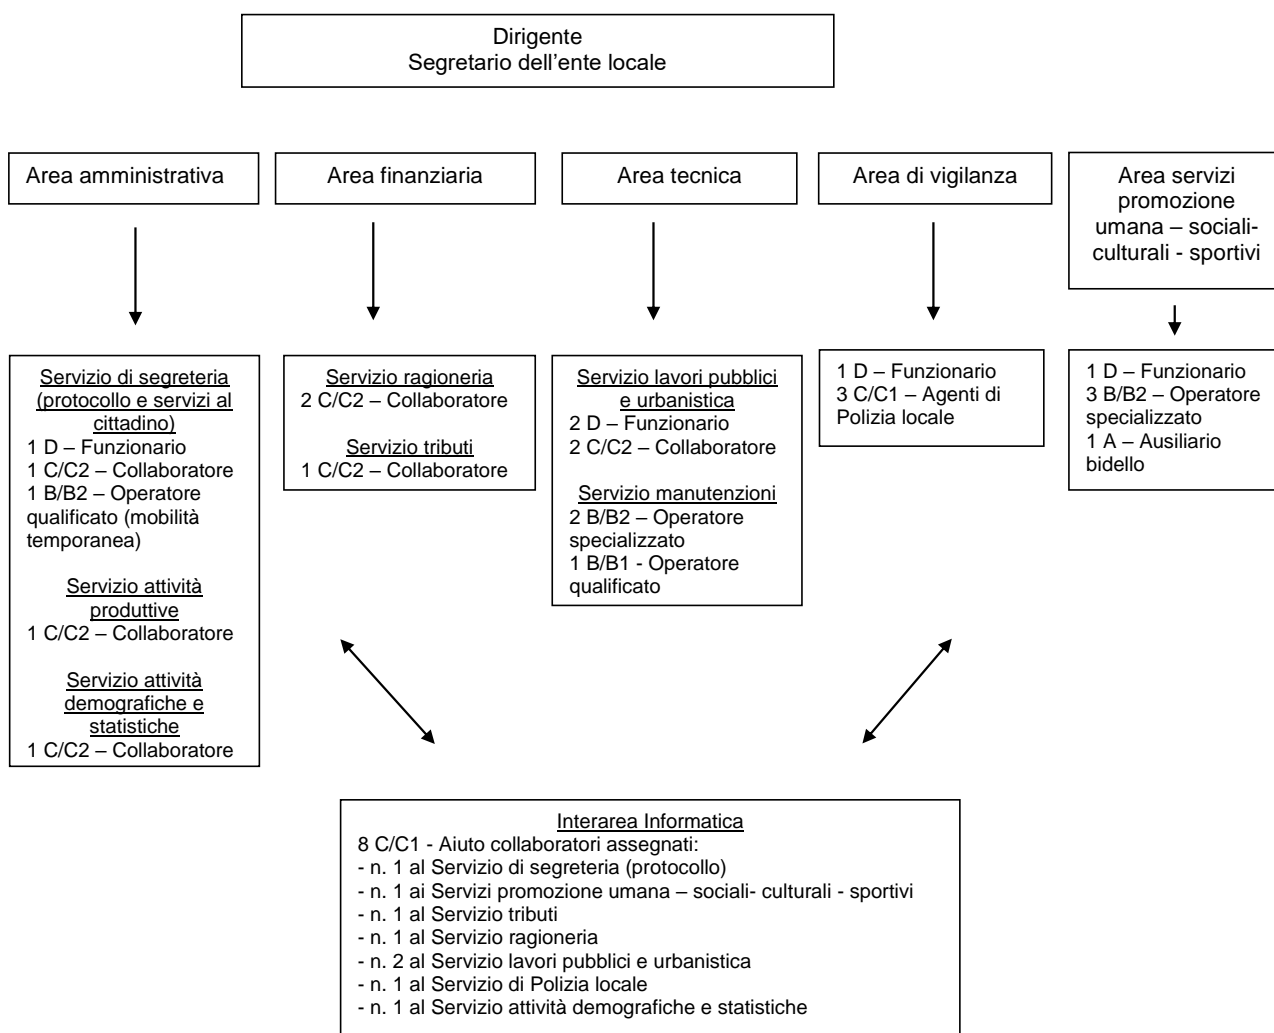 Dirigente
Segretario dell’ente locale
Area amministrativa
Area finanziaria
Area tecnica
Area di vigilanza
Area servizi
promozione
umana – sociali-
culturali - sportivi
Servizio di segreteria
(protocollo e servizi al
cittadino)
1 D – Funzionario
1 C/C2 – Collaboratore
1 B/B2 – Operatore
qualificato (mobilità
temporanea)
Servizio attività
produttive
1 C/C2 – Collaboratore
Servizio attività
demografiche e
statistiche
1 C/C2 – Collaboratore
Servizio ragioneria
2 C/C2 – Collaboratore
Servizio tributi
1 C/C2 – Collaboratore
Servizio lavori pubblici
e urbanistica
2 D – Funzionario
2 C/C2 – Collaboratore
Servizio manutenzioni
2 B/B2 – Operatore
specializzato
1 B/B1 - Operatore
qualificato
1 D – Funzionario
3 C/C1 – Agenti di
Polizia locale
1 D – Funzionario
3 B/B2 – Operatore
specializzato
1 A – Ausiliario
bidello
Interarea Informatica
8 C/C1 - Aiuto collaboratori assegnati:
- n. 1 al Servizio di segreteria (protocollo)
- n. 1 ai Servizi promozione umana – sociali- culturali - sportivi
- n. 1 al Servizio tributi
- n. 1 al Servizio ragioneria
- n. 2 al Servizio lavori pubblici e urbanistica
- n. 1 al Servizio di Polizia locale
- n. 1 al Servizio attività demografiche e statistiche